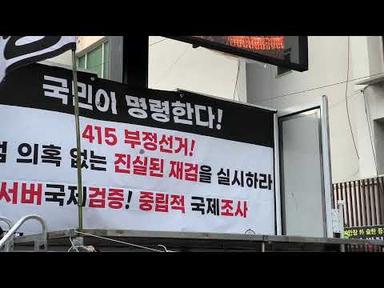 국민이 명령한다!
415 부정선거!
의혹 없는 진실된 재검을 실시하라
서버국제검증! 중립적 국제조사